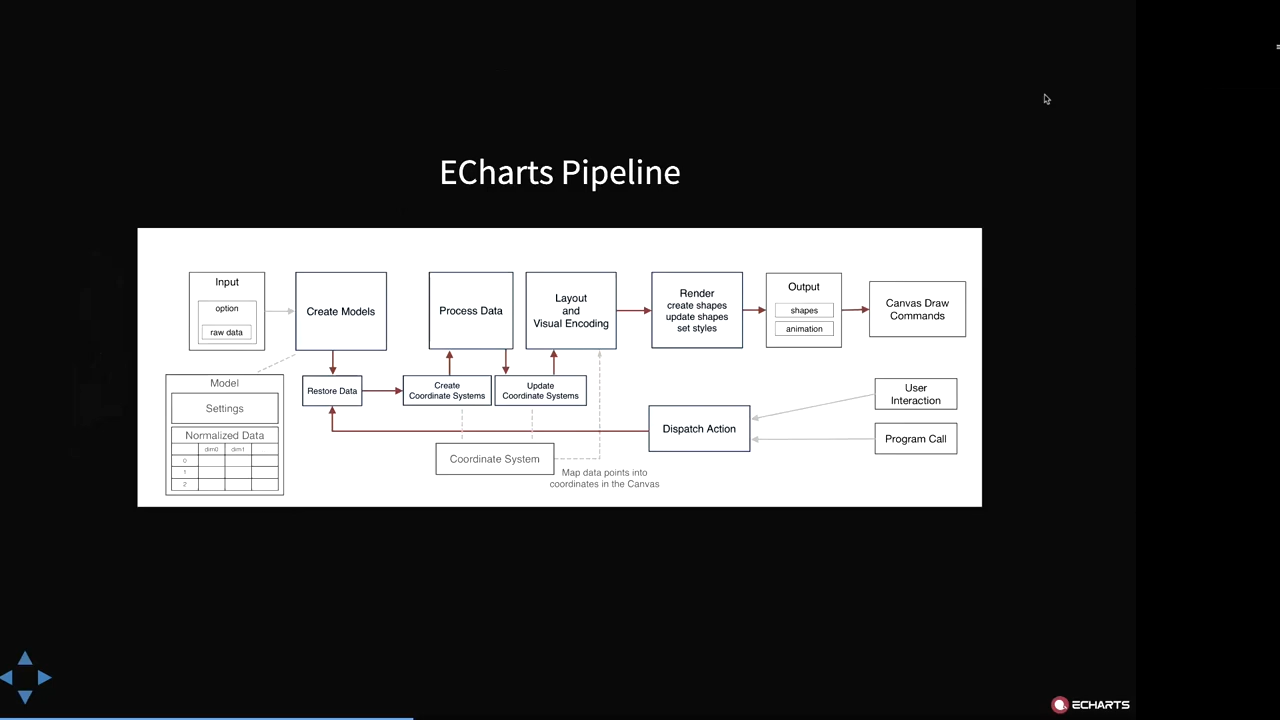 ECharts Pipeline
Input
option
raw data
Create Models
Process Data
Layout
and
Visual Encoding
Render
create shapes
update shapes
set styles
Output
shapes
animation
Canvas Draw
Commands
Restore Data
Create
Coordinate Systems
Update
Coordinate Systems
Model
Settings
Normalized Data
dim0 dim1
0
1
2
Coordinate System
Map data points into
coordinates in the Canvas
Dispatch Action
User
Interaction
Program Call
ECHARTS